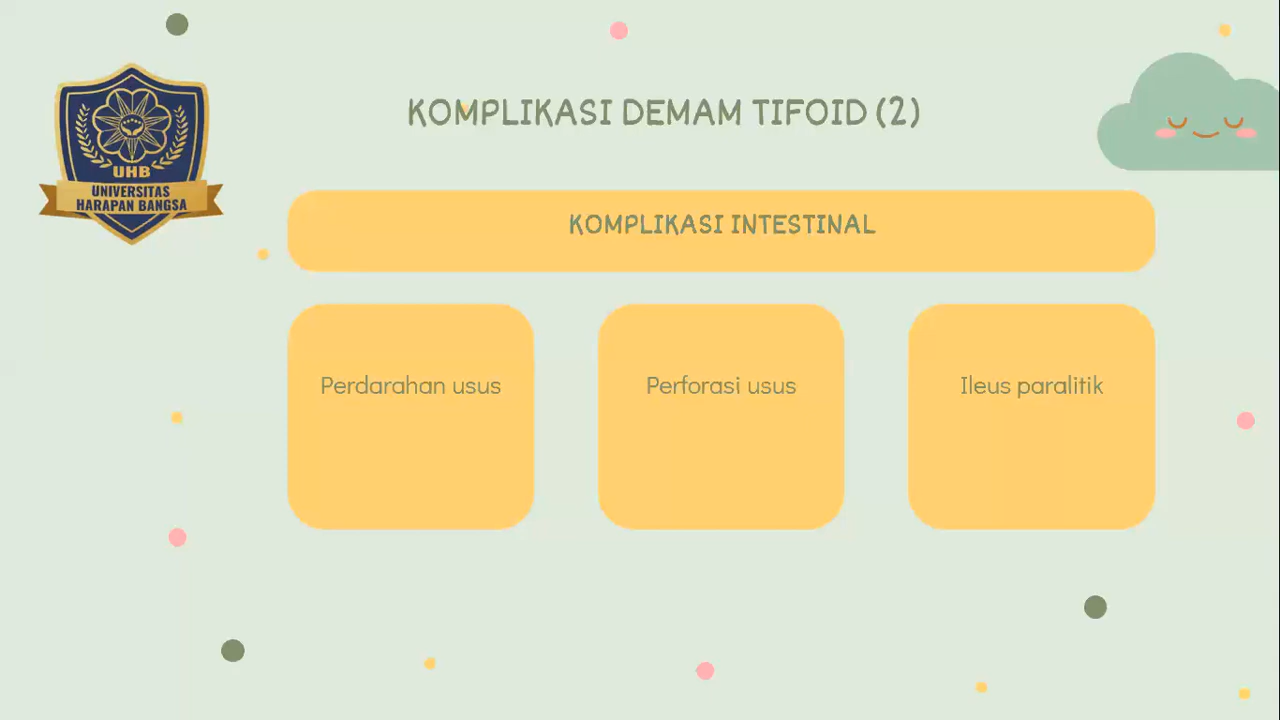 UHB
UNIVERSITAS
HARAPAN BANGSA
KOMPLIKASI DEMAM TIFOID (2)
KOMPLIKASI INTESTINAL
Perdarahan usus
Perforasi usus
Ileus paralitik